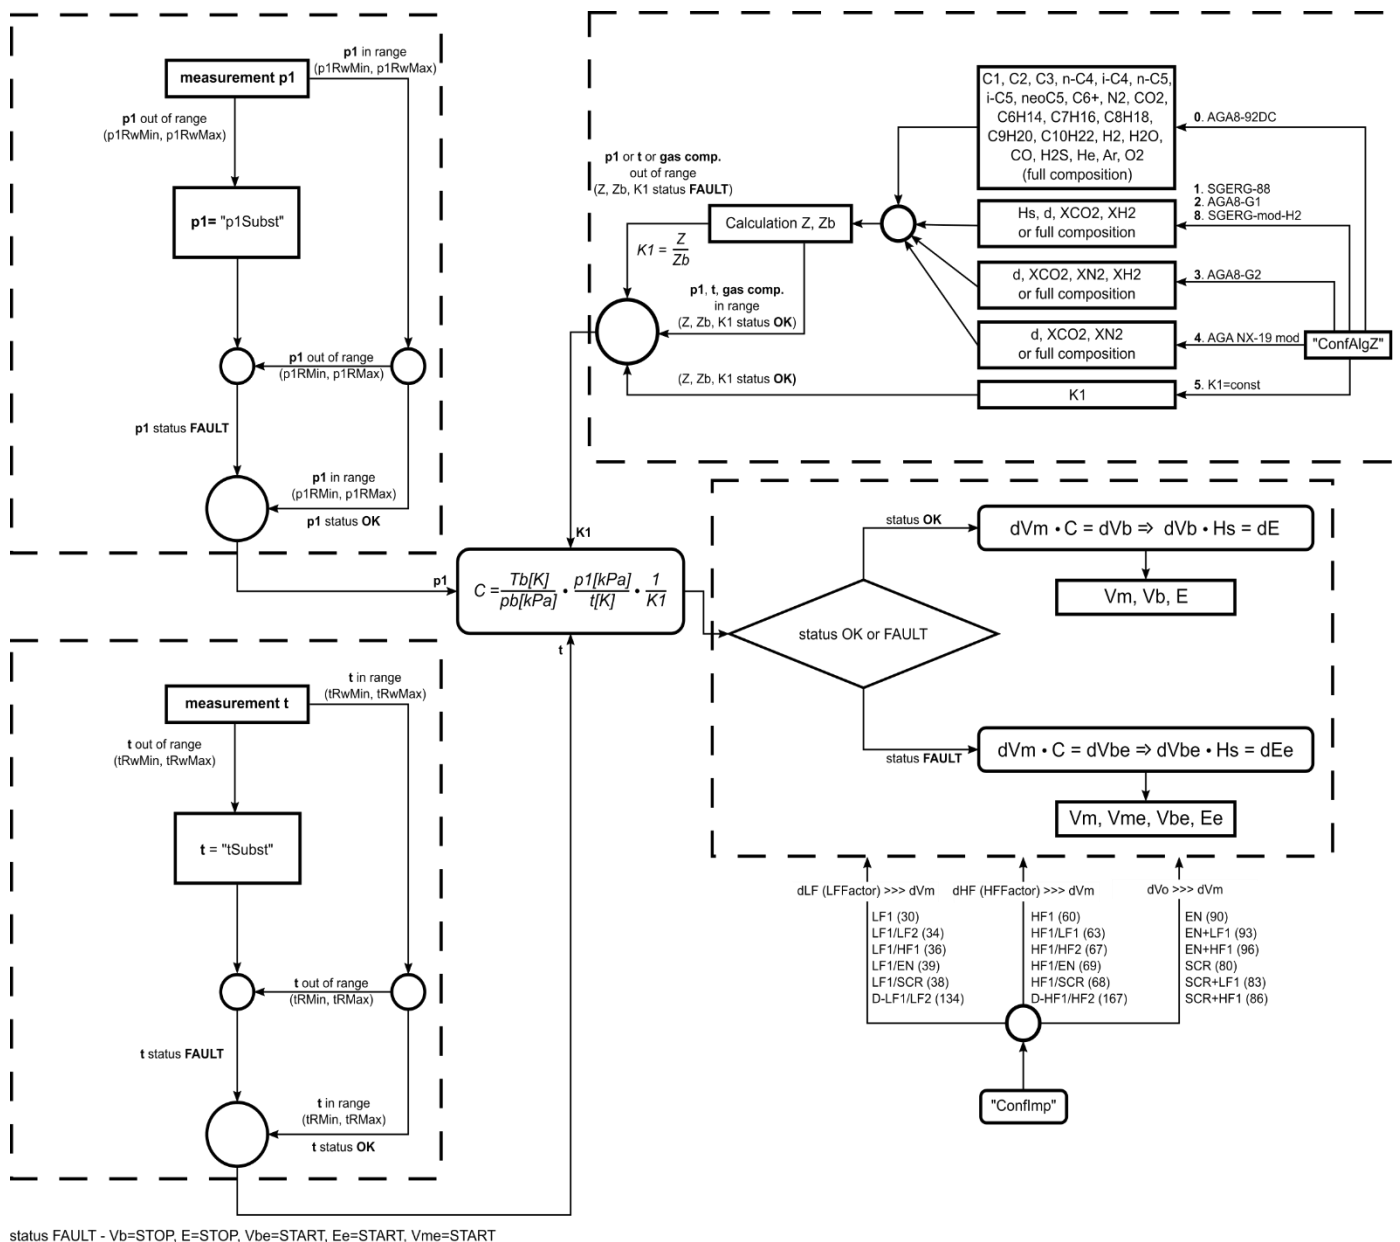 measurement p1
p1 in range
(p1RwMin, p1RwMax)
p1 out of range
(p1RwMin, p1RwMax)
p1= "p1Subst"
p1 out of range
(p1RMin, p1RMax)
p1 status FAULT
p1 in range
(p1RMin, p1RMax)
p1 status OK
p1
C1, C2, C3, n-C4, i-C4, n-C5,
i-C5, neoC5, C6+, N2, CO2,
C6H14, C7H16, C8H18,
C9H20, C10H22, H2, H2O,
CO, H2S, He, Ar, O2
(full composition)
0. AGA8-92DC
1. SGERG-88
2. AGA8-G1
8. SGERG-mod-H2
Hs, d, XCO2, XH2
or full composition
3. AGA8-G2
d, XCO2, XN2, XH2
or full composition
4. AGA NX-19 mod
d, XCO2, XN2
or full composition
"ConfAlgZ"
5. K1=const
K1
p1 or t or gas comp.
out of range
(Z, Zb, K1 status FAULT)
Calculation Z, Zb
K1 = Z
Zb
p1, t, gas comp.
in range
(Z, Zb, K1 status OK)
(Z, Zb, K1 status OK)
K1
C = Tb[K] • p1[kPa] • 1
pb[kPa] t[K] K1
t
status OK or FAULT
status OK
dVm • C = dVb ⇒ dVb • Hs = dE
Vm, Vb, E
status FAULT
dVm • C = dVbe ⇒ dVbe • Hs = dEe
Vm, Vme, Vbe, Ee
measurement t
t in range
(tRwMin, tRwMax)
t out of range
(tRwMin, tRwMax)
t = "tSubst"
t out of range
(tRMin, tRMax)
t status FAULT
t in range
(tRMin, tRMax)
t status OK
dLF (LFFactor) >>> dVm
LF1 (30)
LF1/LF2 (34)
LF1/HF1 (36)
LF1/EN (39)
LF1/SCR (38)
D-LF1/LF2 (134)
dHF (HFFactor) >>> dVm
HF1 (60)
HF1/LF1 (63)
HF1/HF2 (67)
HF1/EN (69)
HF1/SCR (68)
D-HF1/HF2 (167)
dVo >>> dVm
EN (90)
EN+LF1 (93)
EN+HF1 (96)
SCR (80)
SCR+LF1 (83)
SCR+HF1 (86)
"ConfImp"
status FAULT - Vb=STOP, E=STOP, Vbe=START, Ee=START, Vme=START